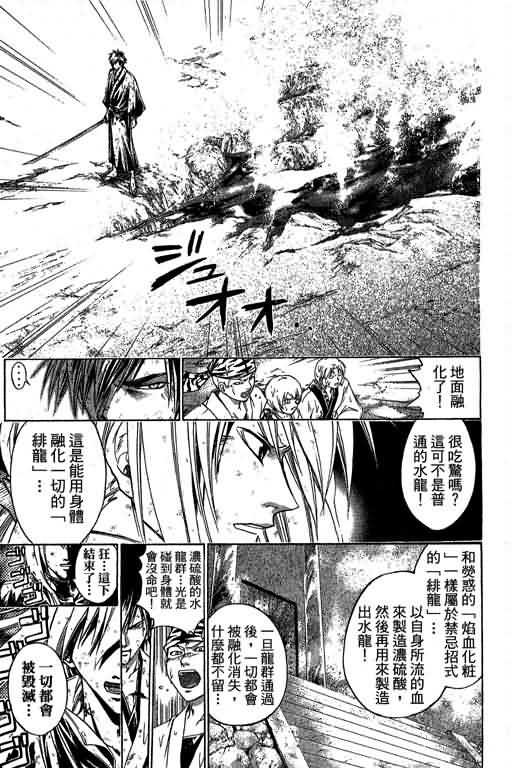 ジュオォ
地面融
化了！
‥‥
很吃驚嗎？
這可不是普
通的水龍！
這是能用身體
融化一切的「
緋龍」…
和熒惑的「焰血化粧
」一樣屬於禁忌招式
的「緋龍」…
以自身所流的血
來製造濃硫酸，
然後再用來製造
出水龍！
一旦龍群通過
後，一切都會
被融化消失，
什麼都不留…
濃硫酸的水
龍群…光是
碰到身體就
會沒命吧！
狂…這下
結束了…
一切都會
被毀滅…